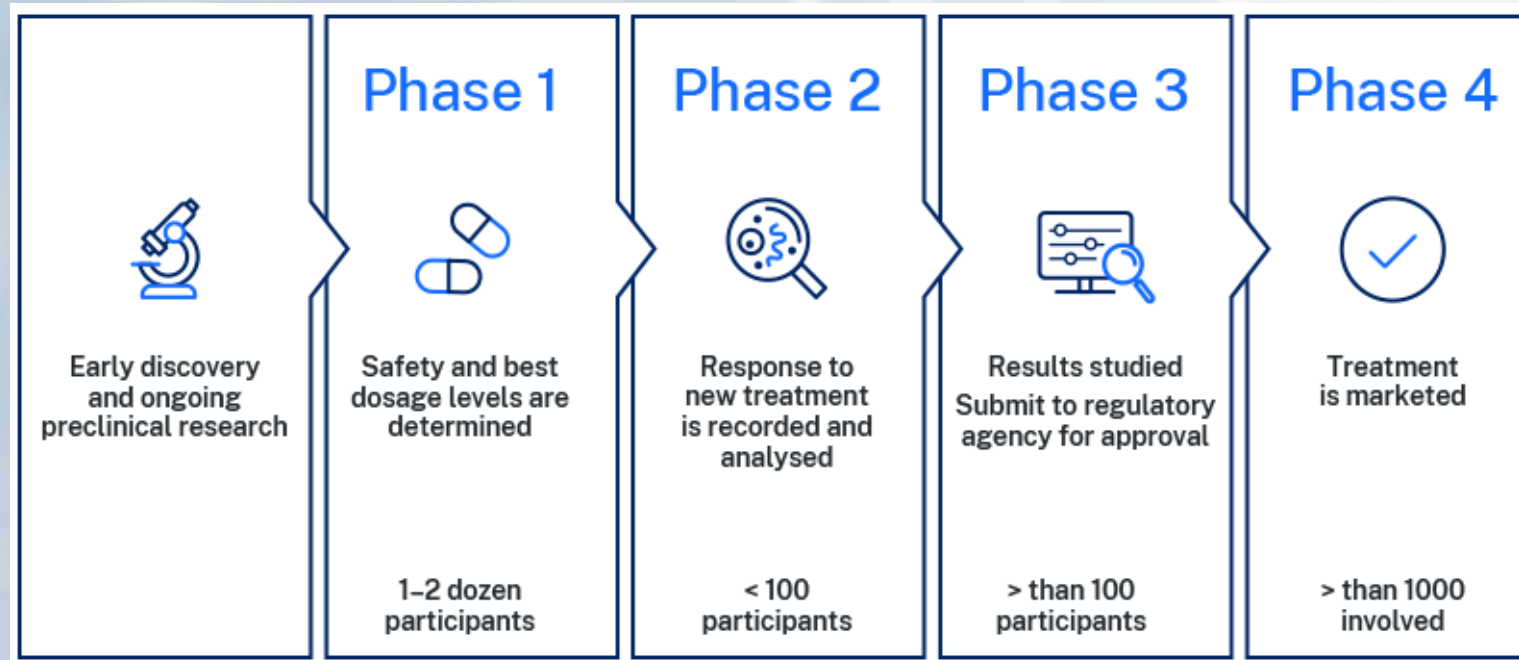 Early discovery
and ongoing
preclinical research
Phase 1
Safety and best
dosage levels are
determined
1–2 dozen
participants
Phase 2
Response to
new treatment
is recorded and
analysed
< 100
participants
Phase 3
Results studied
Submit to regulatory
agency for approval
> than 100
participants
Phase 4
Treatment
is marketed
> than 1000
involved